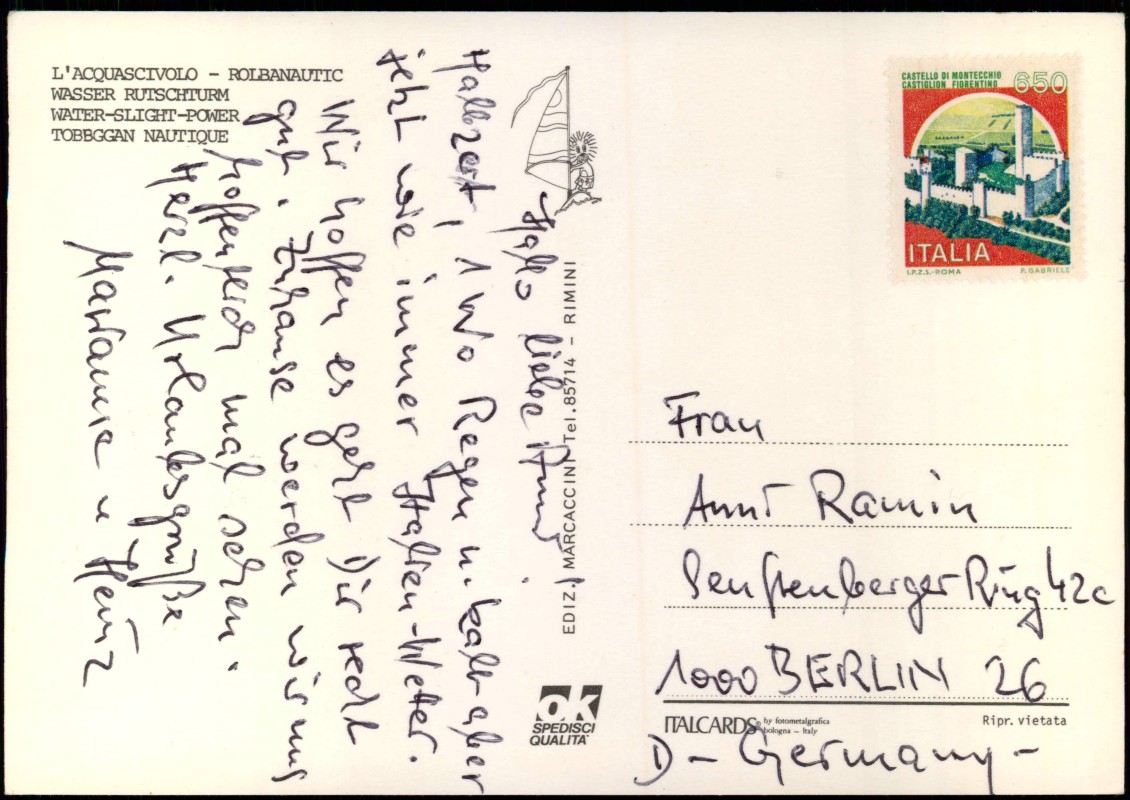 L'ACQUASCIVOLO - ROLBANAUTIC
WASSER RUTSCHTURM
WATER-SLIGHT-POWER
TOBBGGAN NAUTIQUE
Hallo liebe Anni!
Halbzeit, 1 Wo Regen u. kalt aber
jetzt wie immer Italien-Wetter.
Wir hoffen es geht Dir recht
gut. Zuhause werden wir uns
hoffentlich mal sehen.
Herzl. Urlaubsgrüße
Marianne u Heinz
EDIZ. MARCACCINI Tel. 85714 - RIMINI
OK
SPEDISCI
QUALITA'
CASTELLO DI MONTECCHIO
CASTIGLION FIORENTINO
650
ITALIA
I.P.Z.S.-ROMA P. GABRIELE
Frau
Anni Ramin
Senftenberger Ring 42c
1000 BERLIN 26
ITALCARDS® by fotometalgrafica
bologna - Italy
Ripr. vietata
D - Germany -